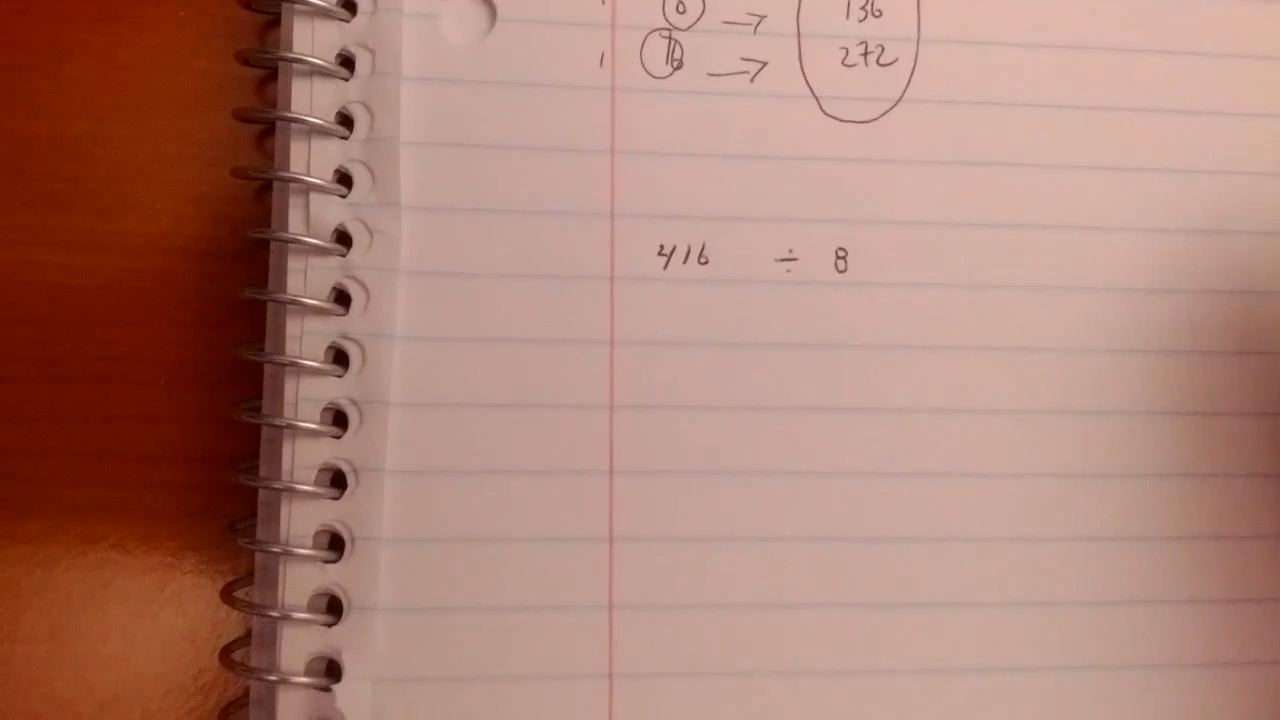 8 → 136
1 16 → 272
416 ÷ 8